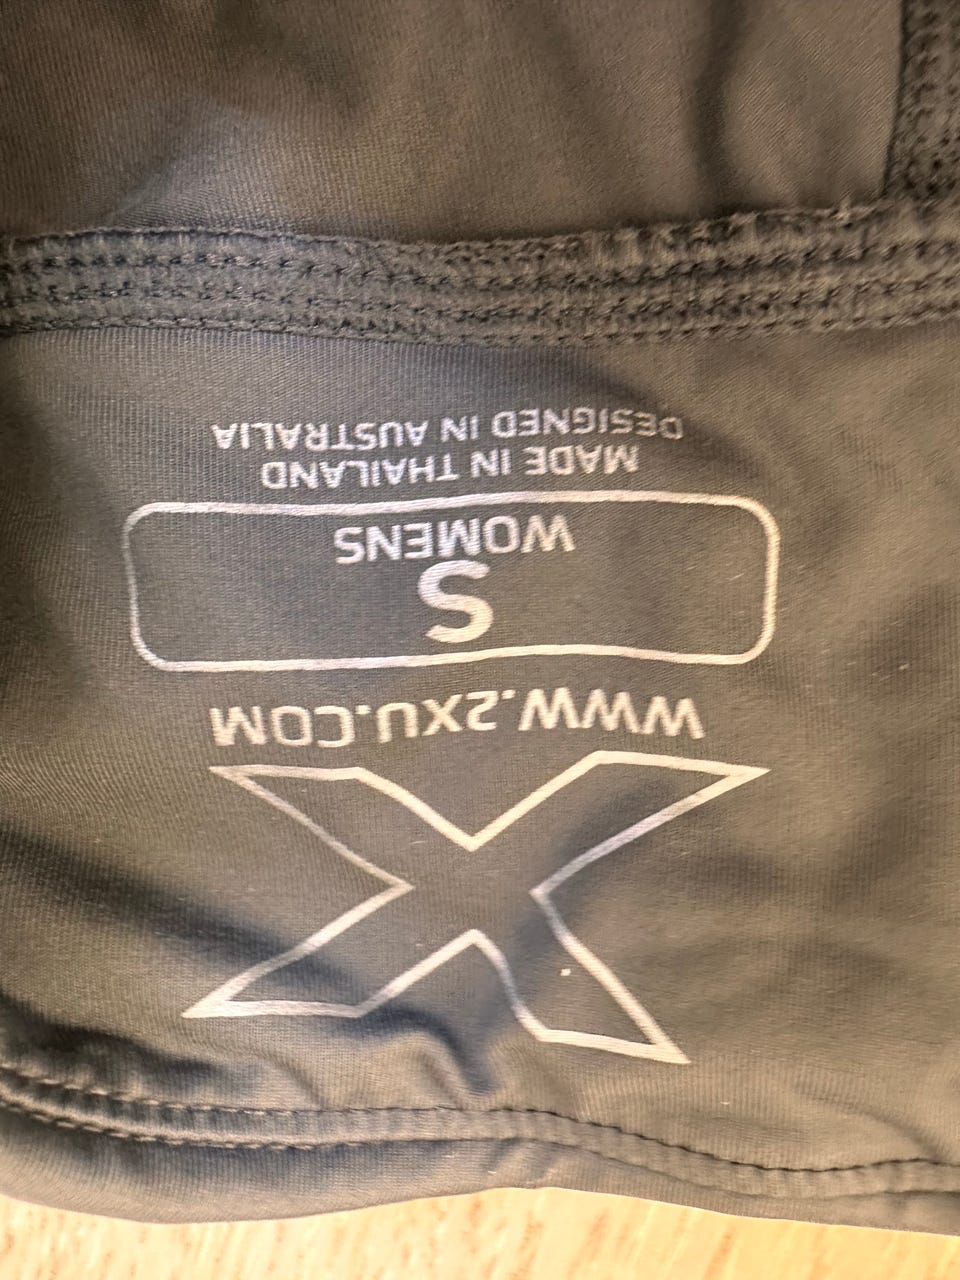 WWW.2XU.COM
S
WOMENS
MADE IN THAILAND
DESIGNED IN AUSTRALIA